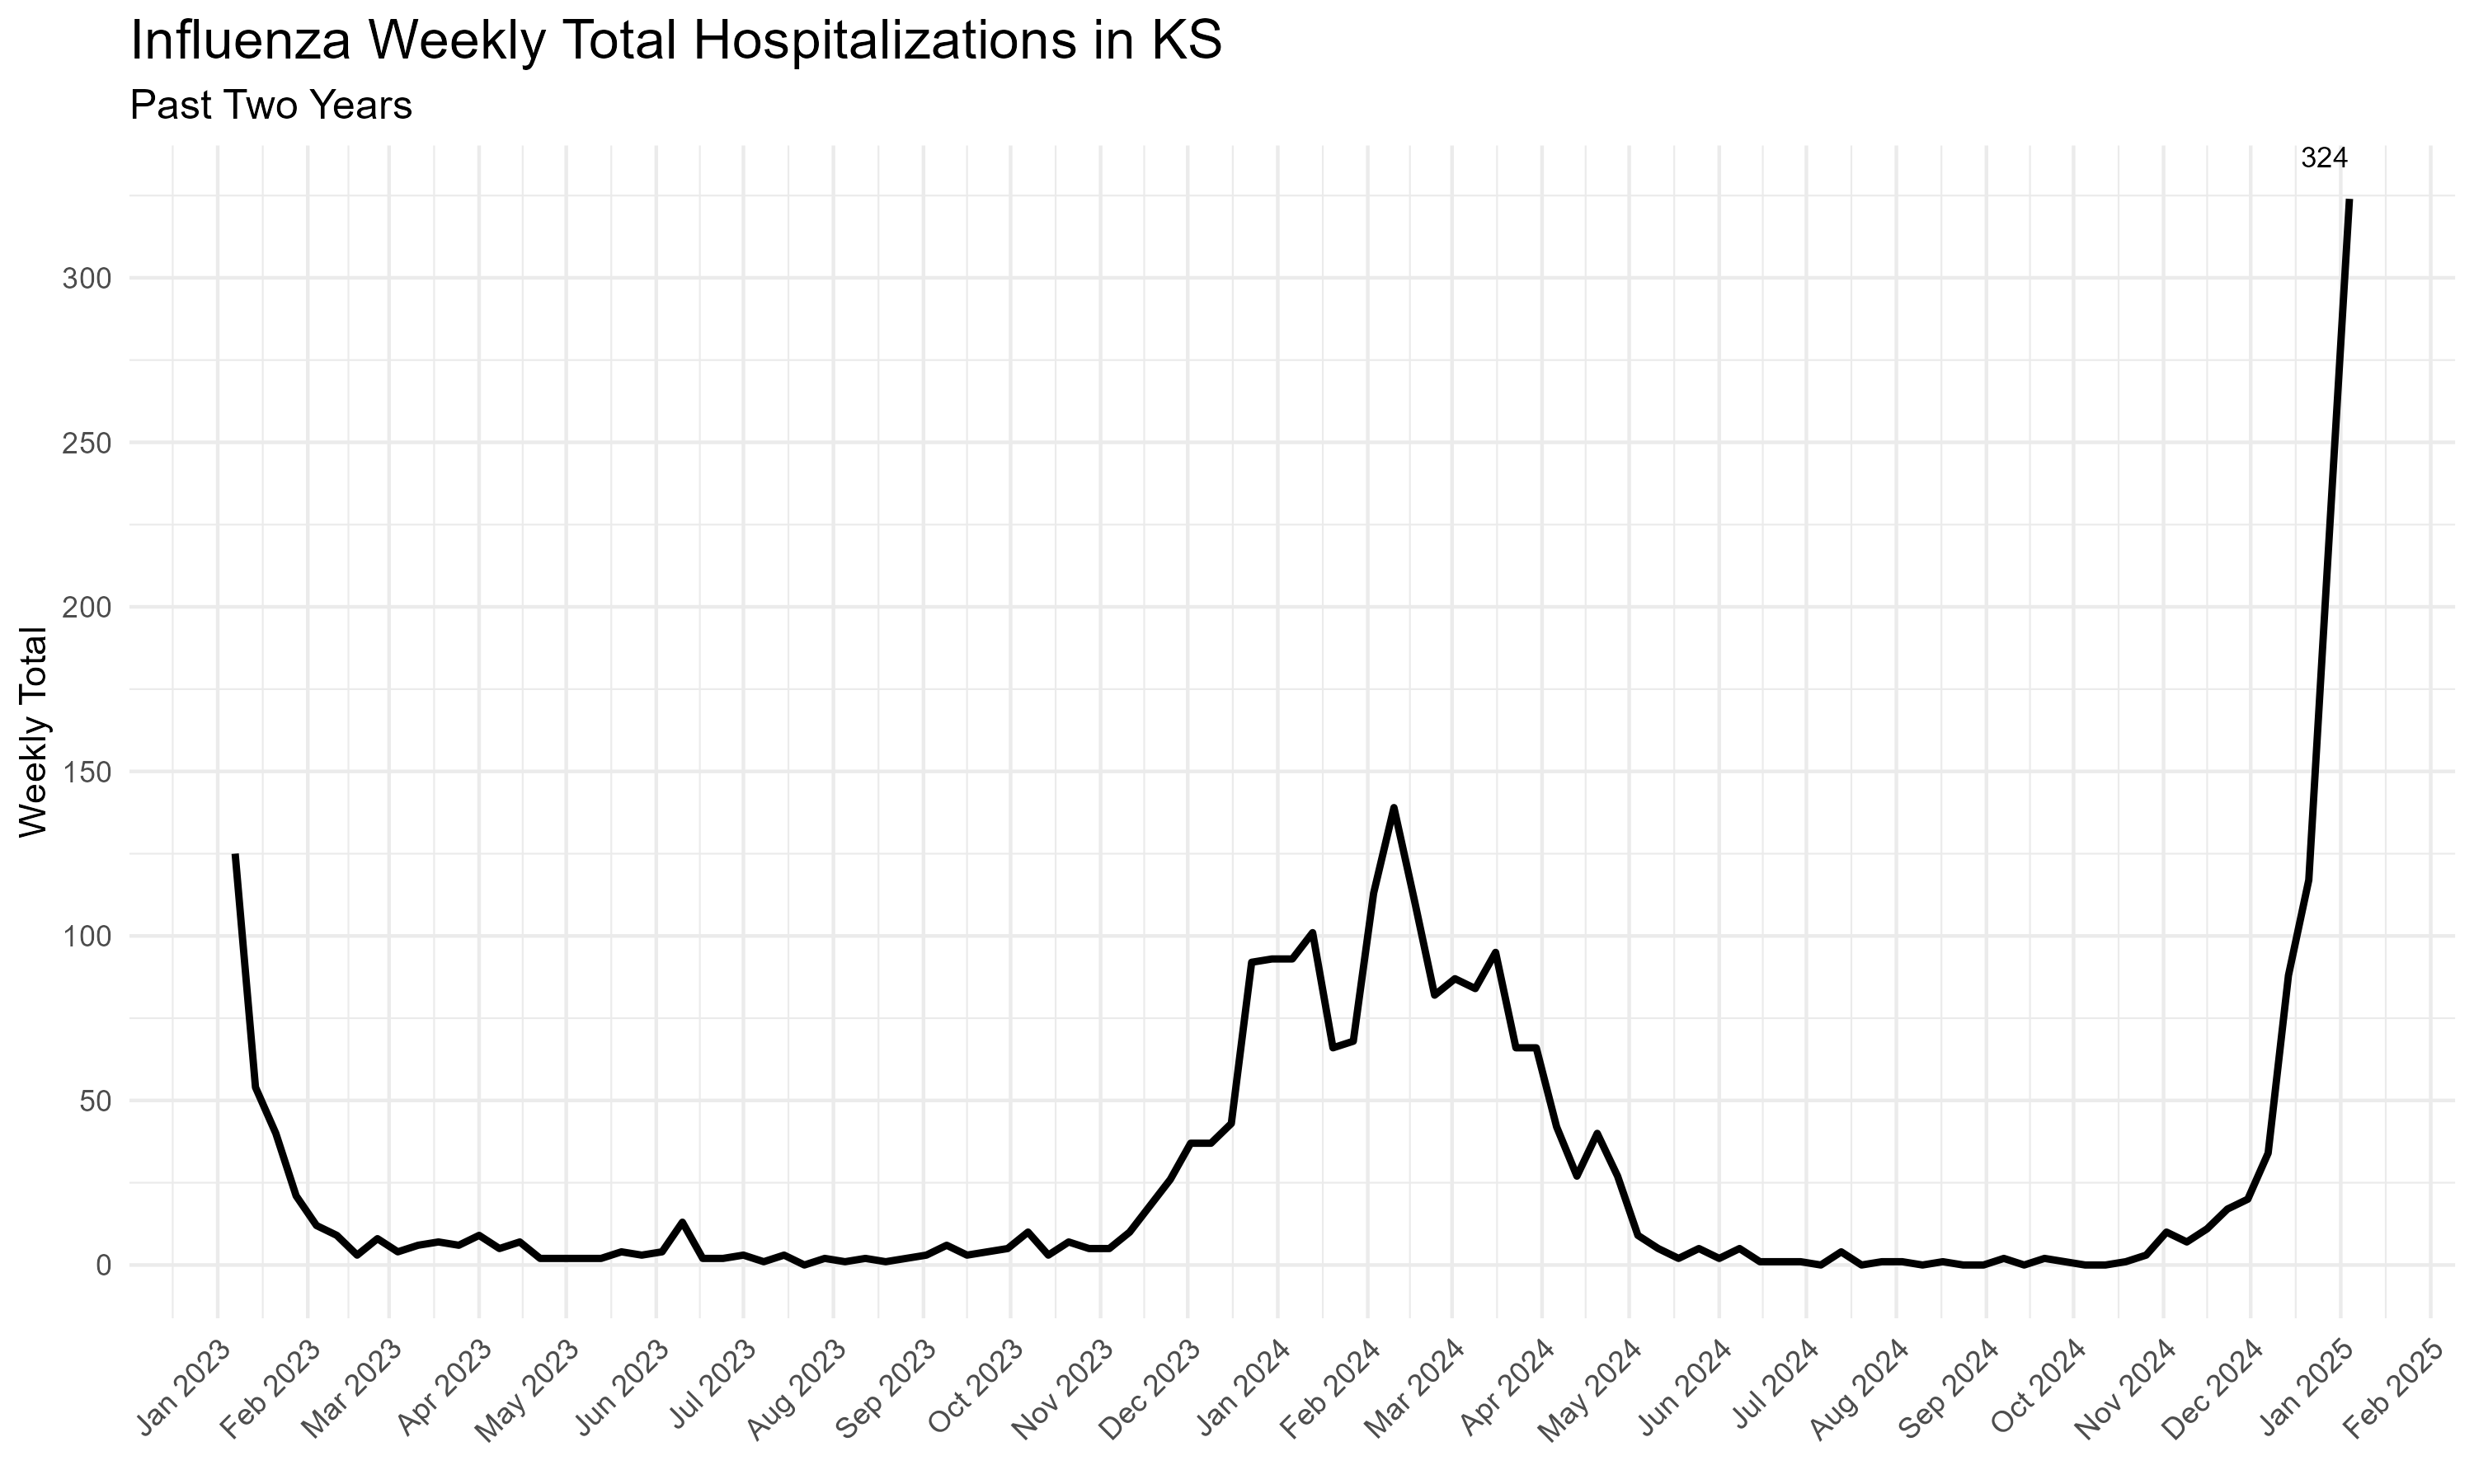 Influenza Weekly Total Hospitalizations in KS
Past Two Years
324
Weekly Total
300
250
200
150
100
50
0
Jan 2023
Feb 2023
Mar 2023
Apr 2023
May 2023
Jun 2023
Jul 2023
Aug 2023
Sep 2023
Oct 2023
Nov 2023
Dec 2023
Jan 2024
Feb 2024
Mar 2024
Apr 2024
May 2024
Jun 2024
Jul 2024
Aug 2024
Sep 2024
Oct 2024
Nov 2024
Dec 2024
Jan 2025
Feb 2025